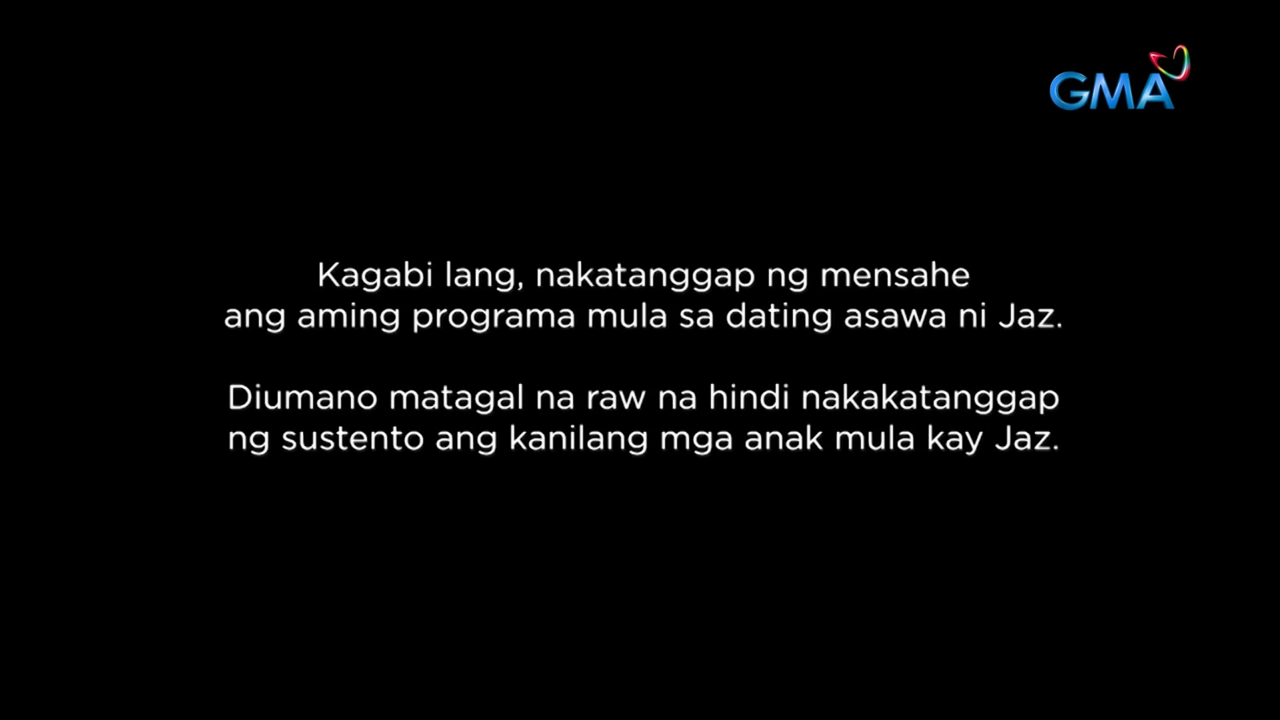 GMA
Kagabi lang, nakatanggap ng mensahe
ang aming programa mula sa dating asawa ni Jaz.
Diumano matagal na raw na hindi nakakatanggap
ng sustento ang kanilang mga anak mula kay Jaz.